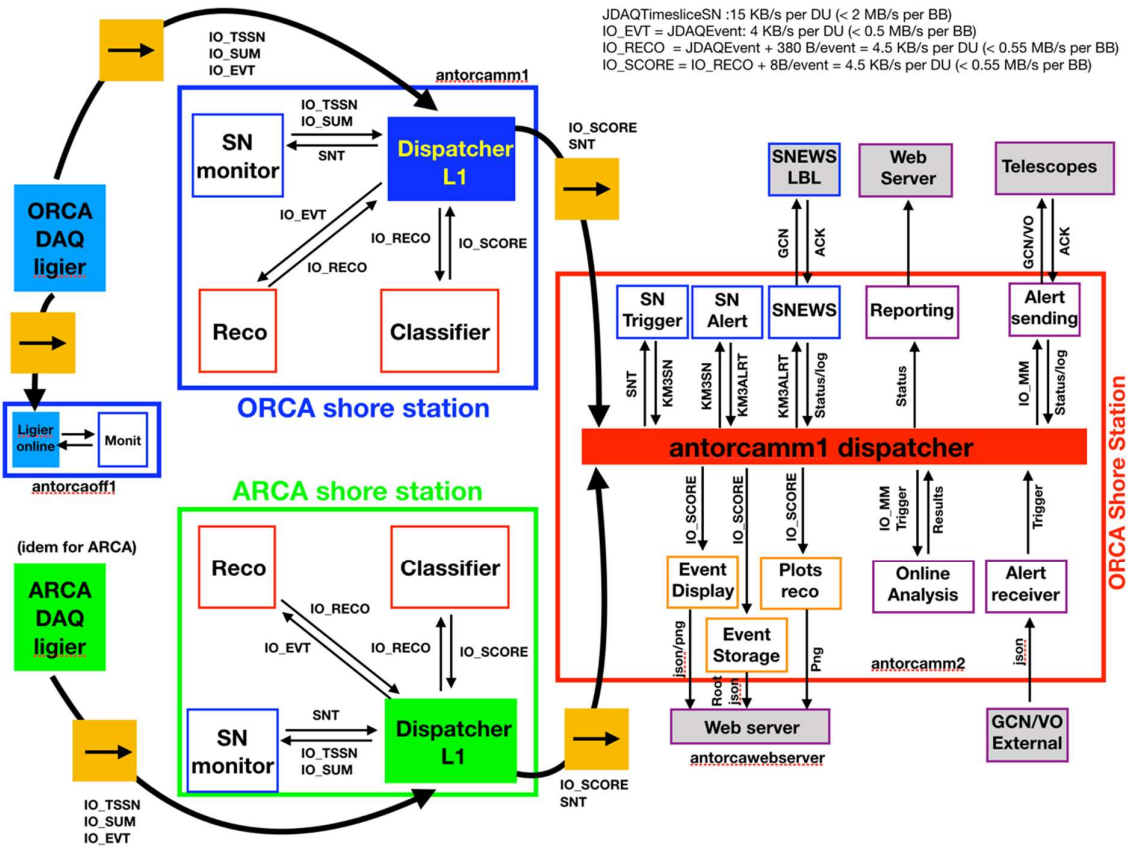 JDAQTimesliceSN :15 KB/s per DU (< 2 MB/s per BB)
IO_EVT = JDAQEvent: 4 KB/s per DU (< 0.5 MB/s per BB)
IO_RECO = JDAQEvent + 380 B/event = 4.5 KB/s per DU (< 0.55 MB/s per BB)
IO_SCORE = IO_RECO + 8B/event = 4.5 KB/s per DU (< 0.55 MB/s per BB)
IO_TSSN
IO_SUM
IO_EVT
antorcamm1
SN
monitor
IO_TSSN
IO_SUM
SNT
Dispatcher
L1
IO_EVT
IO_RECO
IO_RECO
IO_SCORE
Reco
Classifier
ORCA shore station
ORCA
DAQ
ligier
Ligier
online
Monit
antorcaoff1
IO_SCORE
SNT
ARCA shore station
(idem for ARCA)
ARCA
DAQ
ligier
Reco
Classifier
IO_RECO
IO_EVT
IO_RECO
IO_SCORE
SN
monitor
SNT
IO_TSSN
IO_SUM
Dispatcher
L1
IO_TSSN
IO_SUM
IO_EVT
IO_SCORE
SNT
SNEWS
LBL
Web
Server
Telescopes
GCN
ACK
GCN/VO
ACK
SN
Trigger
SN
Alert
SNEWS
Reporting
Alert
sending
SNT
KM3SN
KM3SN
KM3ALRT
KM3ALRT
Status/log
Status
IO_MM
Status/log
antorcamm1 dispatcher
ORCA Shore Station
IO_SCORE
IO_SCORE
IO_SCORE
IO_MM
Trigger
Results
Trigger
Event
Display
Plots
reco
Online
Analysis
Alert
receiver
Event
Storage
antorcamm2
json/png
Root
json
Png
json
Web server
antorcawebserver
GCN/VO
External